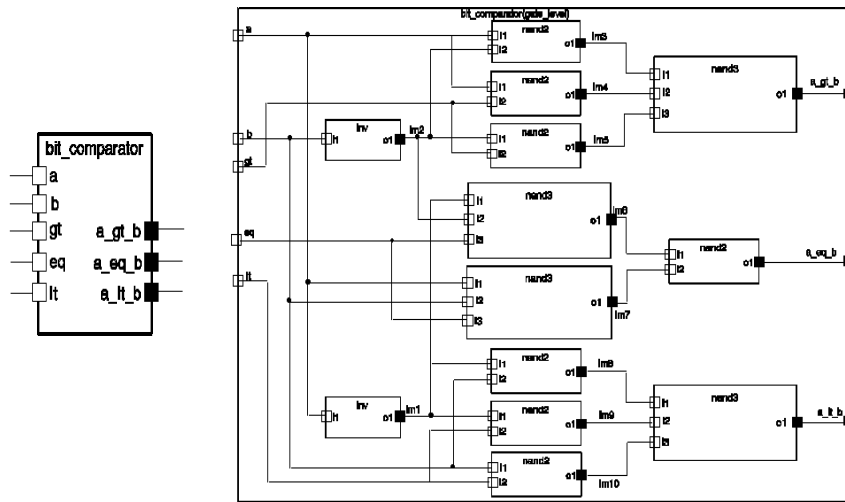 bit_comparator
a
b
gt
eq
lt
a_gt_b
a_eq_b
a_lt_b
bit_comparator(gate_level)
a
b
gt
eq
lt
nand2
i1
i2
o1
im3
nand2
i1
i2
o1
im4
nand2
i1
i2
o1
im5
nand3
i1
i2
i3
o1
a_gt_b
inv
i1
o1
im2
nand3
i1
i2
i3
o1
im6
nand3
i1
i2
i3
o1
im7
nand2
i1
i2
o1
a_eq_b
inv
i1
o1
im1
nand2
i1
i2
o1
im8
nand2
i1
i2
o1
im9
nand2
i1
i2
o1
im10
nand3
i1
i2
i3
o1
a_lt_b